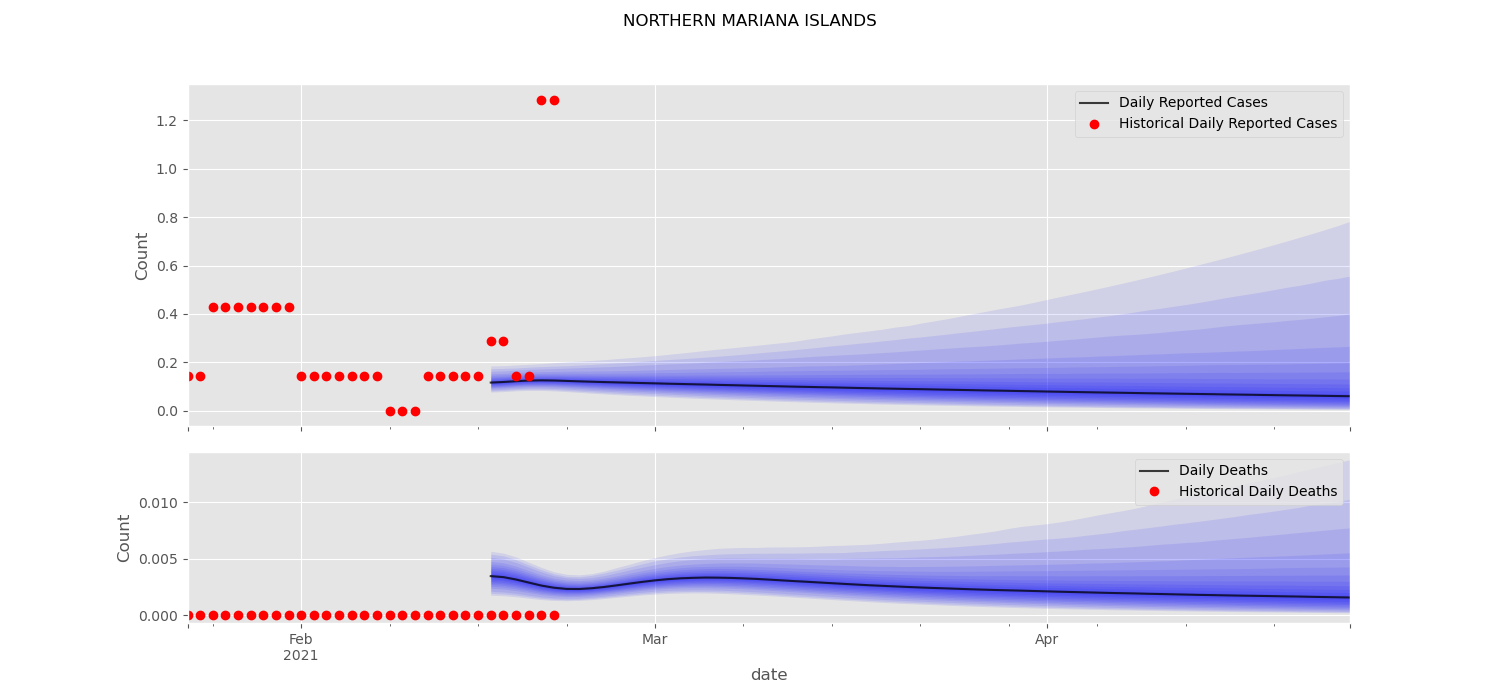 NORTHERN MARIANA ISLANDS
Daily Reported Cases
Historical Daily Reported Cases
1.2
1.0
0.8
0.6
0.4
0.2
0.0
Count
Daily Deaths
Historical Daily Deaths
0.010
0.005
0.000
Count
Feb
2021
Mar
Apr
date